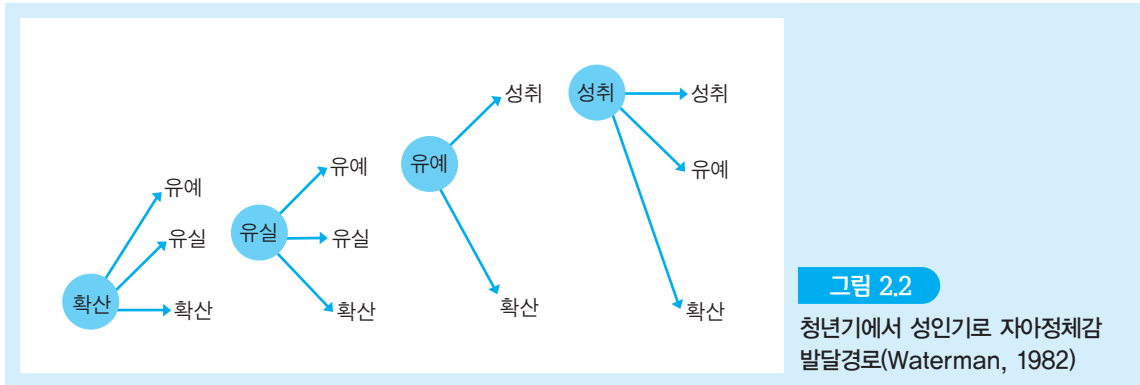 확산
유예
유실
확산
유실
유예
유실
확산
유예
성취
확산
성취
성취
유예
확산
그림 2.2
청년기에서 성인기로 자아정체감
발달경로(Waterman, 1982)